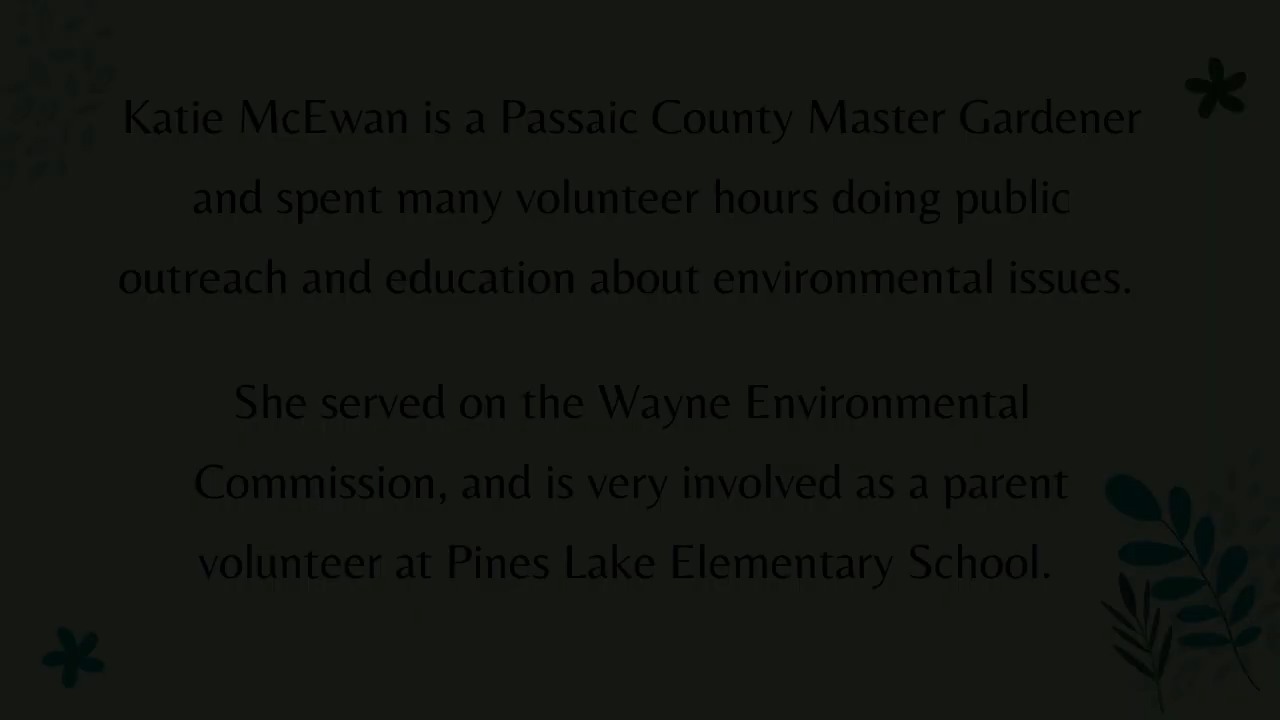 Katie McEwan is a Passaic County Master Gardener
and spent many volunteer hours doing public
outreach and education about environmental issues.
She served on the Wayne Environmental
Commission, and is very involved as a parent
volunteer at Pines Lake Elementary School.